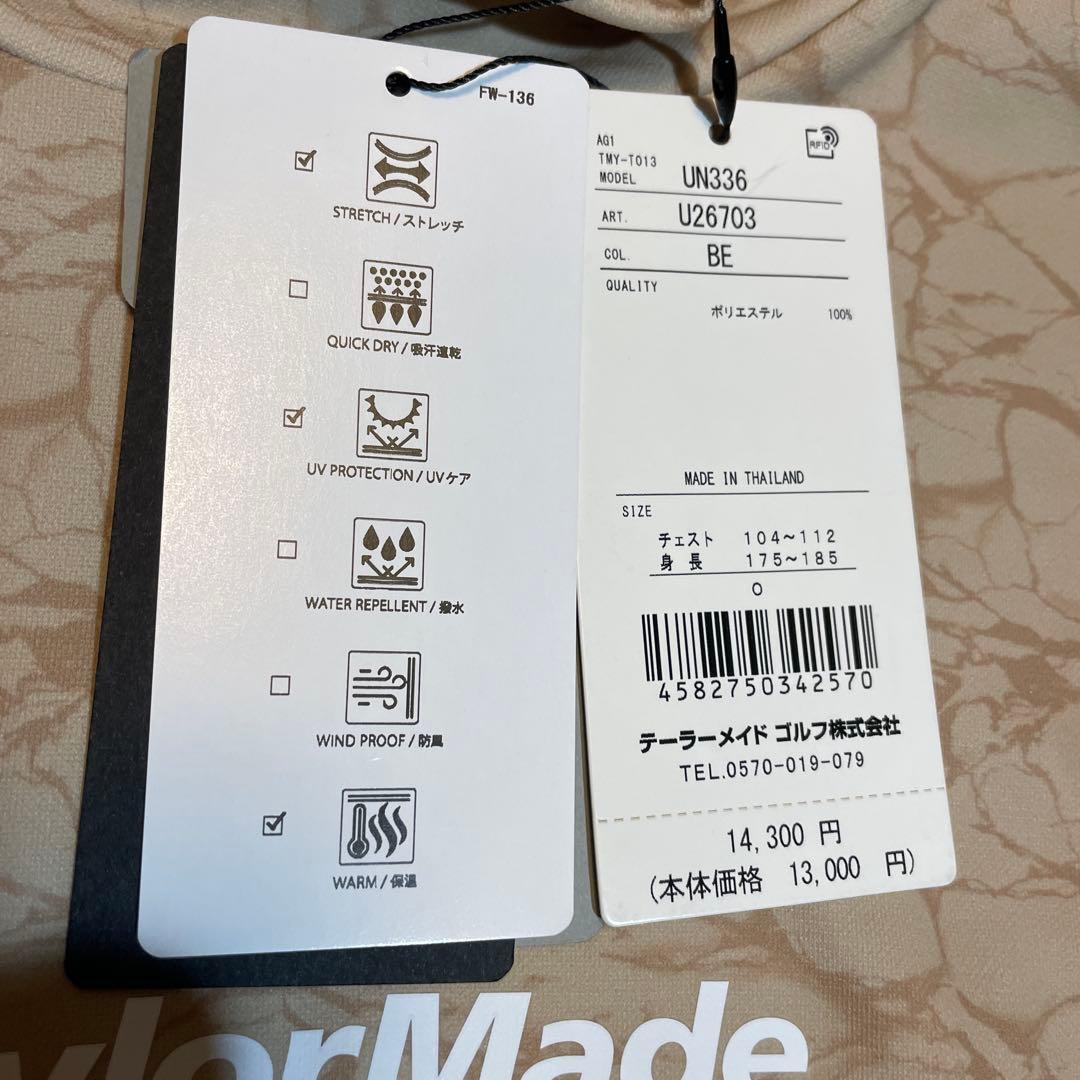 FW-136
STRETCH / ストレッチ
QUICK DRY / 吸汗速乾
UV PROTECTION / UVケア
WATER REPELLENT / 撥水
WIND PROOF / 防風
WARM / 保温
RFID
AG1
TMY-T013
MODEL UN336
ART. U26703
COL. BE
QUALITY
ポリエステル 100%
MADE IN THAILAND
SIZE
チェスト 104~112
身長 175~185
O
4582750342570
テーラーメイド ゴルフ株式会社
TEL.0570-019-079
14,300 円
(本体価格 13,000 円)
ylorMade